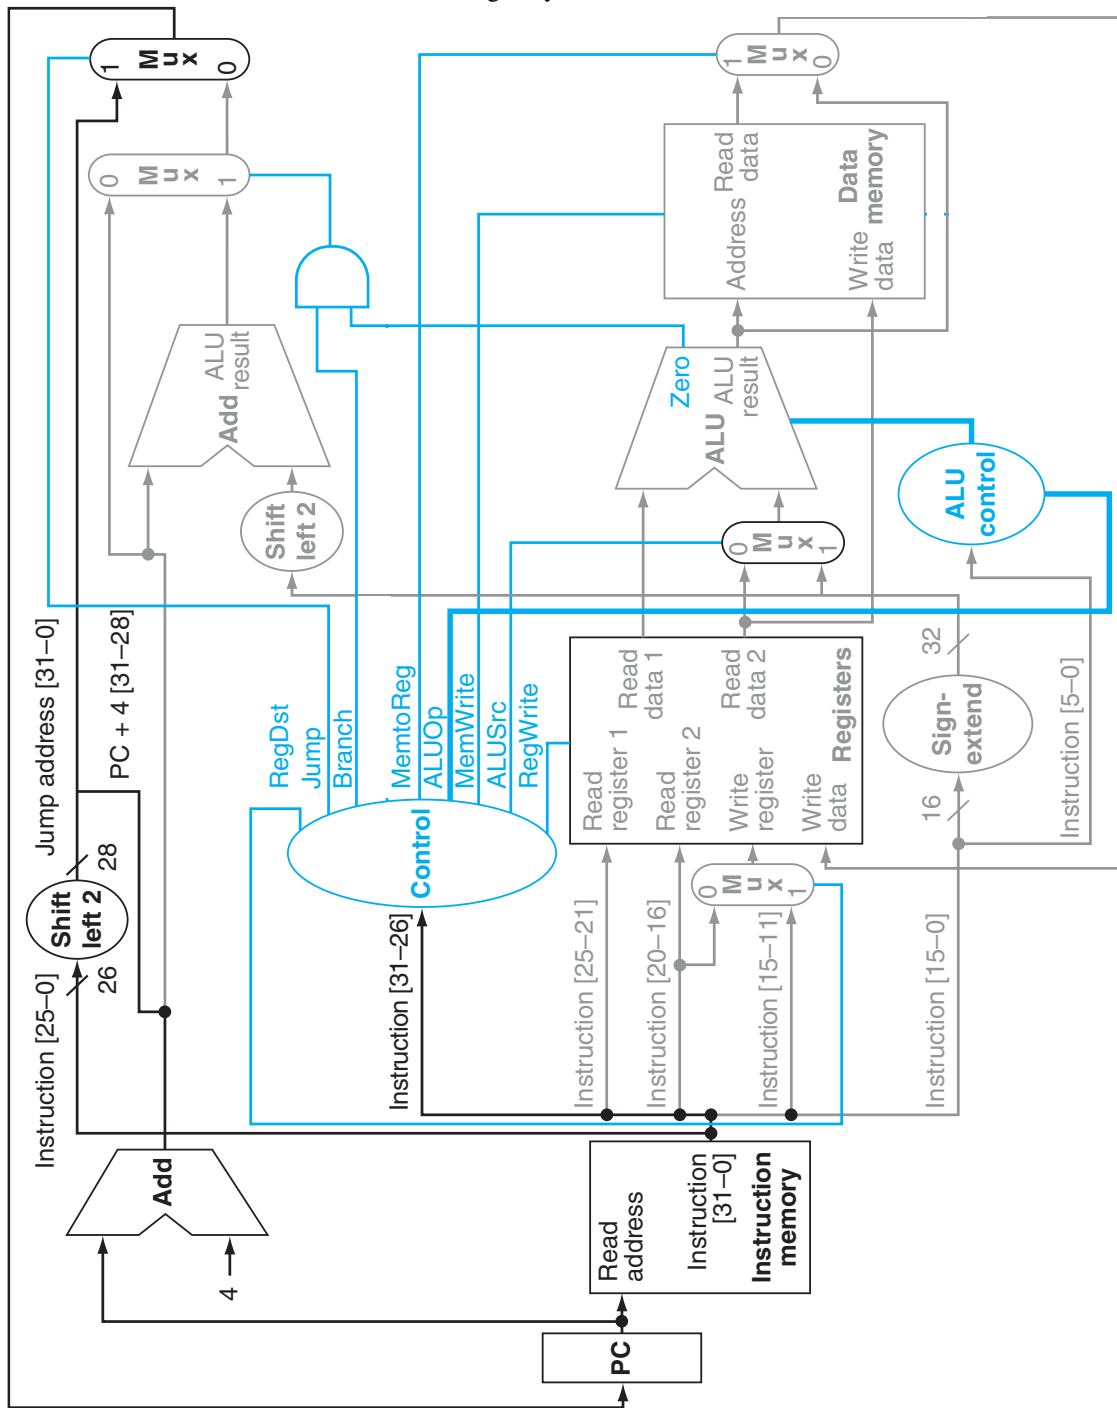 Jump address [31–0]
PC + 4 [31–28]
Instruction [25–0]
26
Shift
left 2
28
Add
4
PC
Read
address
Instruction
[31–0]
Instruction
memory
Instruction [31–26]
Instruction [25–21]
Instruction [20–16]
Instruction [15–11]
Instruction [15–0]
Control
RegDst
Jump
Branch
MemtoReg
ALUOp
MemWrite
ALUSrc
RegWrite
0
M
u
x
1
Read
register 1
Read
register 2
Write
register
Write
data
Read
data 1
Read
data 2
Registers
16
Sign-
extend
32
Instruction [5–0]
Shift
left 2
Add
ALU
result
0
M
u
x
1
Zero
ALU
ALU
result
ALU
control
0
M
u
x
1
1
M
u
x
0
Address
Read
data
Write
data
Data
memory
1
M
u
x
0